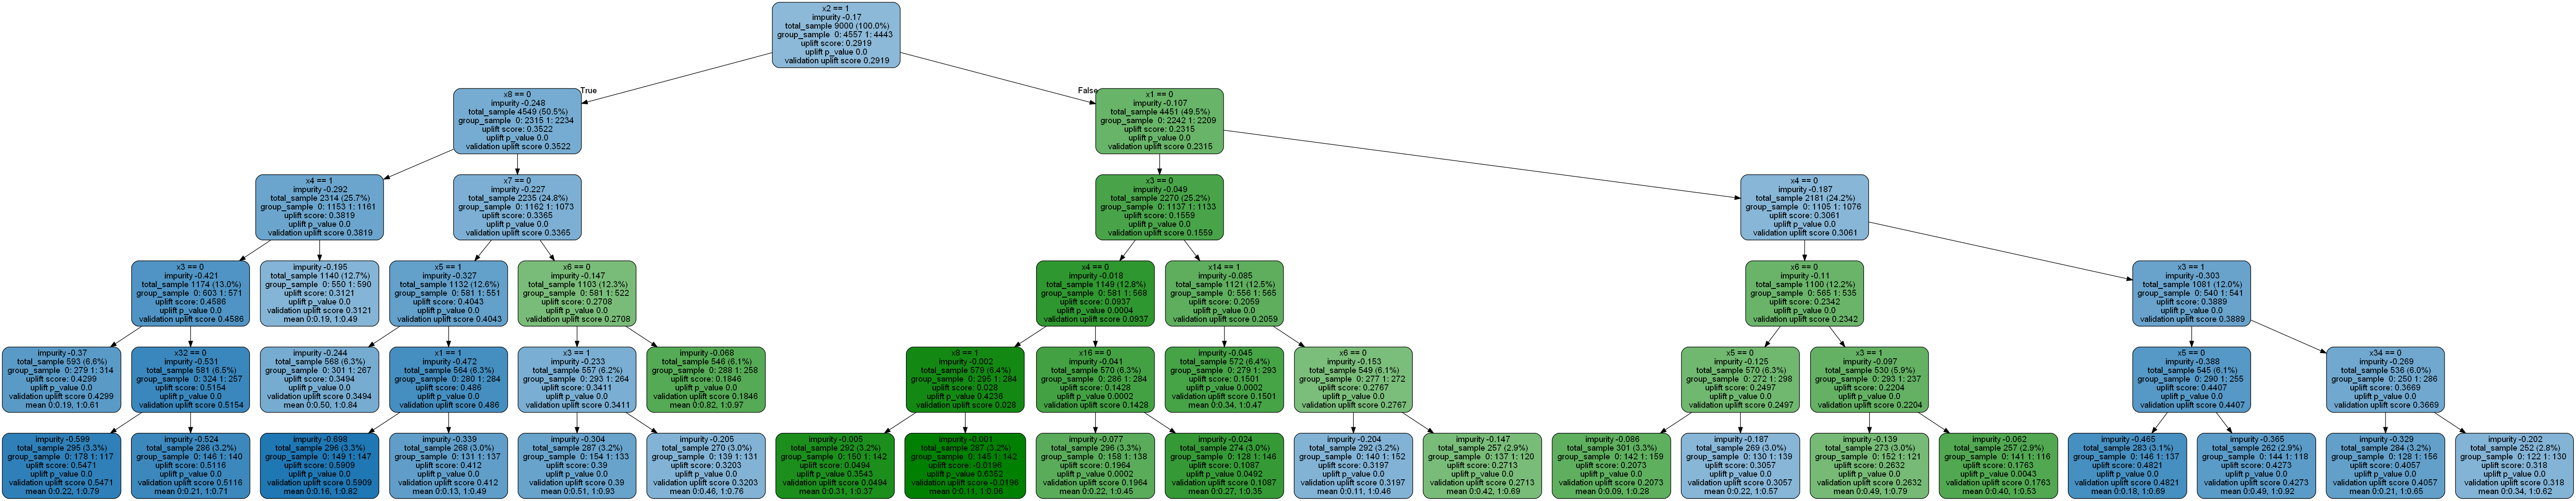 x2 == 1
impurity -0.17
total_sample 9000 (100.0%)
group_sample 0: 4557 1: 4443
uplift score: 0.2919
uplift p_value 0.0
validation uplift score 0.2919
True
False
x8 == 0
impurity -0.248
total_sample 4549 (50.5%)
group_sample 0: 2315 1: 2234
uplift score: 0.3522
uplift p_value 0.0
validation uplift score 0.3522
x1 == 0
impurity -0.107
total_sample 4451 (49.5%)
group_sample 0: 2242 1: 2209
uplift score: 0.2315
uplift p_value 0.0
validation uplift score 0.2315
x4 == 1
impurity -0.292
total_sample 2314 (25.7%)
group_sample 0: 1153 1: 1161
uplift score: 0.3819
uplift p_value 0.0
validation uplift score 0.3819
x7 == 0
impurity -0.227
total_sample 2235 (24.8%)
group_sample 0: 1162 1: 1073
uplift score: 0.3365
uplift p_value 0.0
validation uplift score 0.3365
x3 == 0
impurity -0.049
total_sample 2270 (25.2%)
group_sample 0: 1137 1: 1133
uplift score: 0.1559
uplift p_value 0.0
validation uplift score 0.1559
x4 == 0
impurity -0.187
total_sample 2181 (24.2%)
group_sample 0: 1105 1: 1076
uplift score: 0.3061
uplift p_value 0.0
validation uplift score 0.3061
x3 == 0
impurity -0.421
total_sample 1174 (13.0%)
group_sample 0: 603 1: 571
uplift score: 0.4586
uplift p_value 0.0
validation uplift score 0.4586
impurity -0.195
total_sample 1140 (12.7%)
group_sample 0: 550 1: 590
uplift score: 0.3121
uplift p_value 0.0
validation uplift score 0.3121
mean 0:0.19, 1:0.49
x5 == 1
impurity -0.327
total_sample 1132 (12.6%)
group_sample 0: 581 1: 551
uplift score: 0.4043
uplift p_value 0.0
validation uplift score 0.4043
x6 == 0
impurity -0.147
total_sample 1103 (12.3%)
group_sample 0: 581 1: 522
uplift score: 0.2708
uplift p_value 0.0
validation uplift score 0.2708
x4 == 0
impurity -0.018
total_sample 1149 (12.8%)
group_sample 0: 581 1: 568
uplift score: 0.0937
uplift p_value 0.0004
validation uplift score 0.0937
x14 == 1
impurity -0.085
total_sample 1121 (12.5%)
group_sample 0: 556 1: 565
uplift score: 0.2059
uplift p_value 0.0
validation uplift score 0.2059
x6 == 0
impurity -0.11
total_sample 1100 (12.2%)
group_sample 0: 565 1: 535
uplift score: 0.2342
uplift p_value 0.0
validation uplift score 0.2342
x3 == 1
impurity -0.303
total_sample 1081 (12.0%)
group_sample 0: 540 1: 541
uplift score: 0.3889
uplift p_value 0.0
validation uplift score 0.3889
impurity -0.37
total_sample 593 (6.6%)
group_sample 0: 279 1: 314
uplift score: 0.4299
uplift p_value 0.0
validation uplift score 0.4299
mean 0:0.19, 1:0.61
x32 == 0
impurity -0.531
total_sample 581 (6.5%)
group_sample 0: 324 1: 257
uplift score: 0.5154
uplift p_value 0.0
validation uplift score 0.5154
impurity -0.244
total_sample 568 (6.3%)
group_sample 0: 301 1: 267
uplift score: 0.3494
uplift p_value 0.0
validation uplift score 0.3494
mean 0:0.50, 1:0.84
x1 == 1
impurity -0.472
total_sample 564 (6.3%)
group_sample 0: 280 1: 284
uplift score: 0.486
uplift p_value 0.0
validation uplift score 0.486
x3 == 1
impurity -0.233
total_sample 557 (6.2%)
group_sample 0: 293 1: 264
uplift score: 0.3411
uplift p_value 0.0
validation uplift score 0.3411
impurity -0.068
total_sample 546 (6.1%)
group_sample 0: 288 1: 258
uplift score: 0.1846
uplift p_value 0.0
validation uplift score 0.1846
mean 0:0.82, 1:0.97
x8 == 1
impurity -0.002
total_sample 579 (6.4%)
group_sample 0: 295 1: 284
uplift score: 0.028
uplift p_value 0.4236
validation uplift score 0.028
x16 == 0
impurity -0.041
total_sample 570 (6.3%)
group_sample 0: 286 1: 284
uplift score: 0.1428
uplift p_value 0.0002
validation uplift score 0.1428
impurity -0.045
total_sample 572 (6.4%)
group_sample 0: 279 1: 293
uplift score: 0.1501
uplift p_value 0.0002
validation uplift score 0.1501
mean 0:0.34, 1:0.47
x6 == 0
impurity -0.153
total_sample 549 (6.1%)
group_sample 0: 277 1: 272
uplift score: 0.2767
uplift p_value 0.0
validation uplift score 0.2767
x5 == 0
impurity -0.125
total_sample 570 (6.3%)
group_sample 0: 272 1: 298
uplift score: 0.2497
uplift p_value 0.0
validation uplift score 0.2497
x3 == 1
impurity -0.097
total_sample 530 (5.9%)
group_sample 0: 293 1: 237
uplift score: 0.2204
uplift p_value 0.0
validation uplift score 0.2204
x5 == 0
impurity -0.388
total_sample 545 (6.1%)
group_sample 0: 290 1: 255
uplift score: 0.4407
uplift p_value 0.0
validation uplift score 0.4407
x34 == 0
impurity -0.269
total_sample 536 (6.0%)
group_sample 0: 250 1: 286
uplift score: 0.3669
uplift p_value 0.0
validation uplift score 0.3669
impurity -0.599
total_sample 295 (3.3%)
group_sample 0: 178 1: 117
uplift score: 0.5471
uplift p_value 0.0
validation uplift score 0.5471
mean 0:0.22, 1:0.79
impurity -0.524
total_sample 286 (3.2%)
group_sample 0: 146 1: 140
uplift score: 0.5116
uplift p_value 0.0
validation uplift score 0.5116
mean 0:0.21, 1:0.71
impurity -0.698
total_sample 296 (3.3%)
group_sample 0: 149 1: 147
uplift score: 0.5909
uplift p_value 0.0
validation uplift score 0.5909
mean 0:0.16, 1:0.82
impurity -0.339
total_sample 268 (3.0%)
group_sample 0: 131 1: 137
uplift score: 0.412
uplift p_value 0.0
validation uplift score 0.412
mean 0:0.13, 1:0.49
impurity -0.304
total_sample 287 (3.2%)
group_sample 0: 154 1: 133
uplift score: 0.39
uplift p_value 0.0
validation uplift score 0.39
mean 0:0.51, 1:0.93
impurity -0.205
total_sample 270 (3.0%)
group_sample 0: 139 1: 131
uplift score: 0.3203
uplift p_value 0.0
validation uplift score 0.3203
mean 0:0.46, 1:0.76
impurity -0.005
total_sample 292 (3.2%)
group_sample 0: 150 1: 142
uplift score: 0.0494
uplift p_value 0.3543
validation uplift score 0.0494
mean 0:0.31, 1:0.37
impurity -0.001
total_sample 287 (3.2%)
group_sample 0: 145 1: 142
uplift score: -0.0196
uplift p_value 0.6352
validation uplift score -0.0196
mean 0:0.11, 1:0.06
impurity -0.077
total_sample 296 (3.3%)
group_sample 0: 158 1: 138
uplift score: 0.1964
uplift p_value 0.0002
validation uplift score 0.1964
mean 0:0.22, 1:0.45
impurity -0.024
total_sample 274 (3.0%)
group_sample 0: 128 1: 146
uplift score: 0.1087
uplift p_value 0.0492
validation uplift score 0.1087
mean 0:0.27, 1:0.35
impurity -0.204
total_sample 292 (3.2%)
group_sample 0: 140 1: 152
uplift score: 0.3197
uplift p_value 0.0
validation uplift score 0.3197
mean 0:0.11, 1:0.46
impurity -0.147
total_sample 257 (2.9%)
group_sample 0: 137 1: 120
uplift score: 0.2713
uplift p_value 0.0
validation uplift score 0.2713
mean 0:0.42, 1:0.69
impurity -0.086
total_sample 301 (3.3%)
group_sample 0: 142 1: 159
uplift score: 0.2073
uplift p_value 0.0
validation uplift score 0.2073
mean 0:0.09, 1:0.28
impurity -0.187
total_sample 269 (3.0%)
group_sample 0: 130 1: 139
uplift score: 0.3057
uplift p_value 0.0
validation uplift score 0.3057
mean 0:0.22, 1:0.57
impurity -0.139
total_sample 273 (3.0%)
group_sample 0: 152 1: 121
uplift score: 0.2632
uplift p_value 0.0
validation uplift score 0.2632
mean 0:0.49, 1:0.79
impurity -0.062
total_sample 257 (2.9%)
group_sample 0: 141 1: 116
uplift score: 0.1763
uplift p_value 0.0043
validation uplift score 0.1763
mean 0:0.40, 1:0.53
impurity -0.465
total_sample 283 (3.1%)
group_sample 0: 146 1: 137
uplift score: 0.4821
uplift p_value 0.0
validation uplift score 0.4821
mean 0:0.18, 1:0.69
impurity -0.365
total_sample 262 (2.9%)
group_sample 0: 144 1: 118
uplift score: 0.4273
uplift p_value 0.0
validation uplift score 0.4273
mean 0:0.49, 1:0.92
impurity -0.329
total_sample 284 (3.2%)
group_sample 0: 128 1: 156
uplift score: 0.4057
uplift p_value 0.0
validation uplift score 0.4057
mean 0:0.21, 1:0.65
impurity -0.202
total_sample 252 (2.8%)
group_sample 0: 122 1: 130
uplift score: 0.318
uplift p_value 0.0
validation uplift score 0.318
mean 0:0.34, 1:0.62